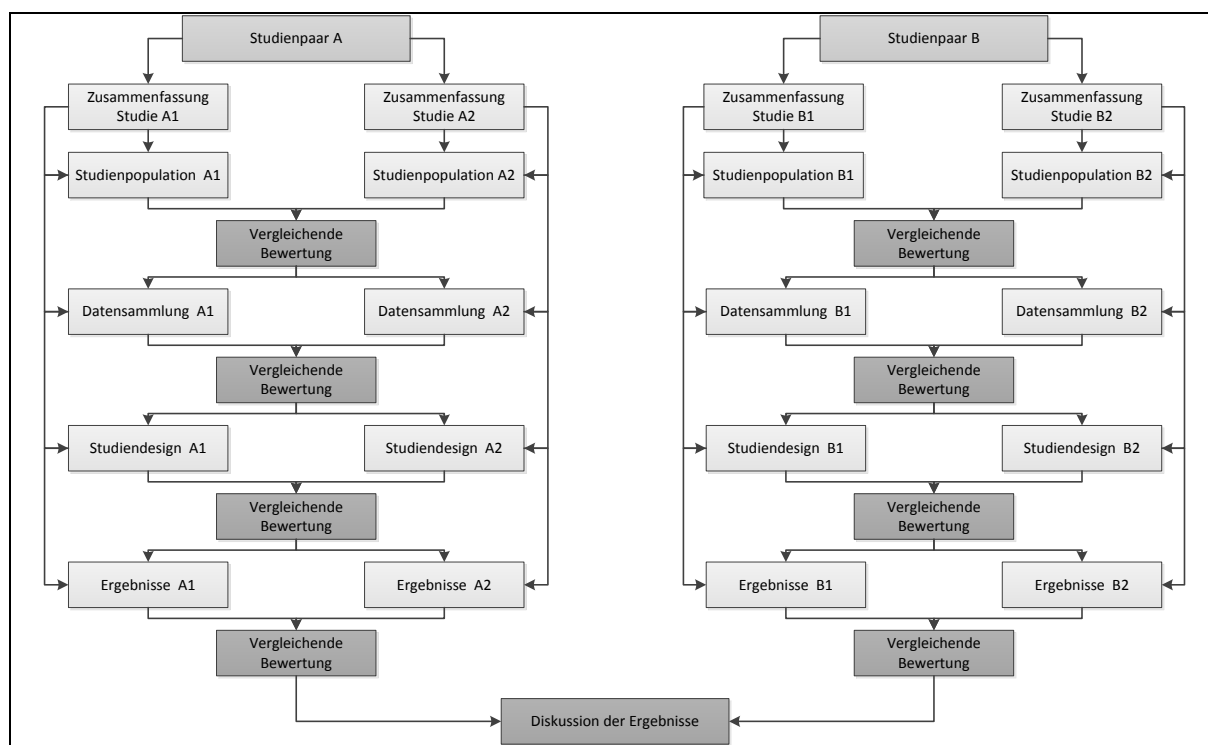 Studienpaar A
Studienpaar B
Zusammenfassung
Studie A1
Zusammenfassung
Studie A2
Zusammenfassung
Studie B1
Zusammenfassung
Studie B2
Studienpopulation A1
Studienpopulation A2
Studienpopulation B1
Studienpopulation B2
Vergleichende
Bewertung
Vergleichende
Bewertung
Datensammlung A1
Datensammlung A2
Datensammlung B1
Datensammlung B2
Vergleichende
Bewertung
Vergleichende
Bewertung
Studiendesign A1
Studiendesign A2
Studiendesign B1
Studiendesign B2
Vergleichende
Bewertung
Vergleichende
Bewertung
Ergebnisse A1
Ergebnisse A2
Ergebnisse B1
Ergebnisse B2
Vergleichende
Bewertung
Vergleichende
Bewertung
Diskussion der Ergebnisse